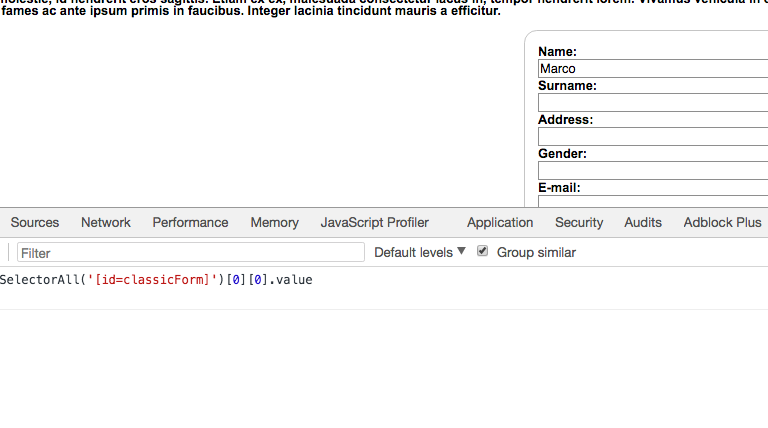 fames ac ante ipsum primis in faucibus. Integer lacinia tincidunt mauris a efficitur.
Name:
Marco
Surname:
Address:
Gender:
E-mail:
Sources Network Performance Memory JavaScript Profiler Application Security Audits Adblock Plus
Filter Default levels ▼ Group similar
SelectorAll('[id=classicForm]')[0][0].value